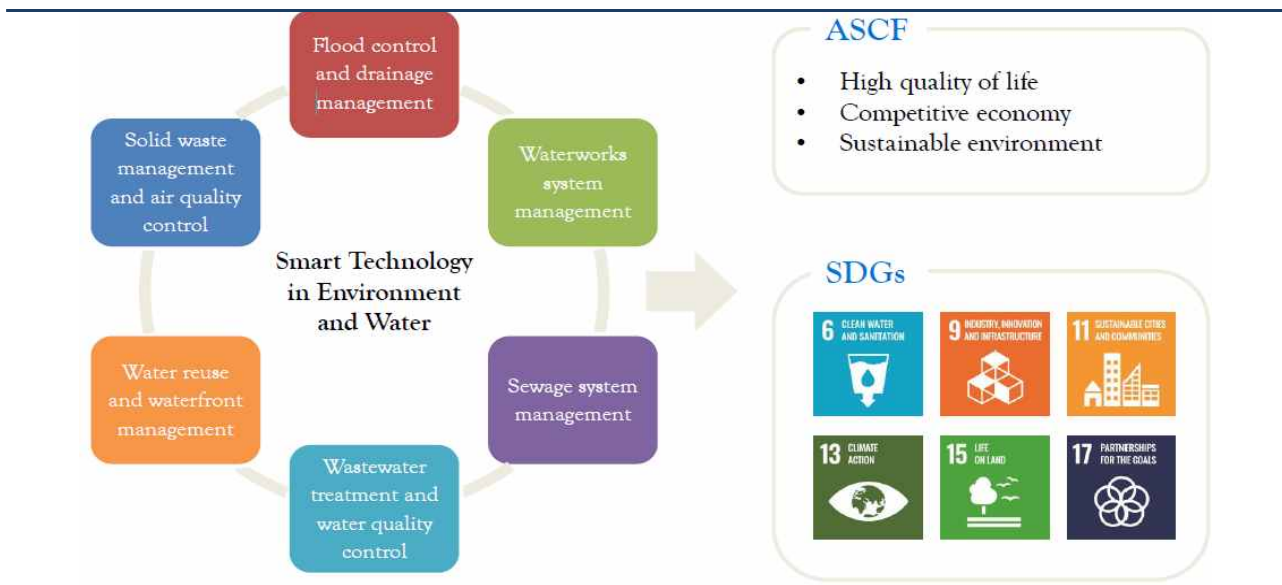 Flood control
and drainage
management
Solid waste
management
and air quality
control
Waterworks
system
management
Smart Technology
in Environment
and Water
Water reuse
and waterfront
management
Sewage system
management
Wastewater
treatment and
water quality
control
ASCF
• High quality of life
• Competitive economy
• Sustainable environment
SDGs
6 CLEAN WATER
AND SANITATION
9 INDUSTRY, INNOVATION
AND INFRASTRUCTURE
11 SUSTAINABLE CITIES
AND COMMUNITIES
13 CLIMATE
ACTION
15 LIFE
ON LAND
17 PARTNERSHIPS
FOR THE GOALS